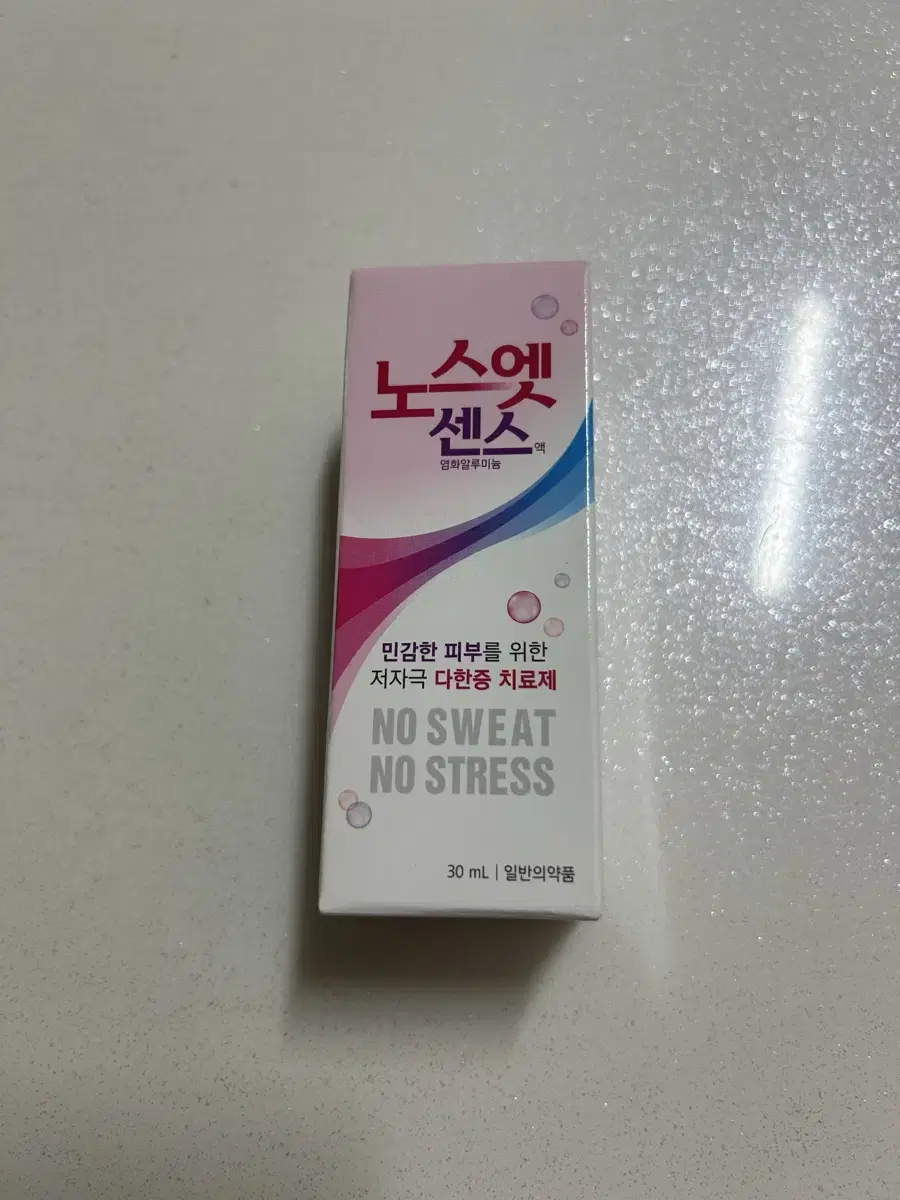 노스엣
센스액
염화알루미늄
민감한 피부를 위한
저자극 다한증 치료제
NO SWEAT
NO STRESS
30 mL | 일반의약품